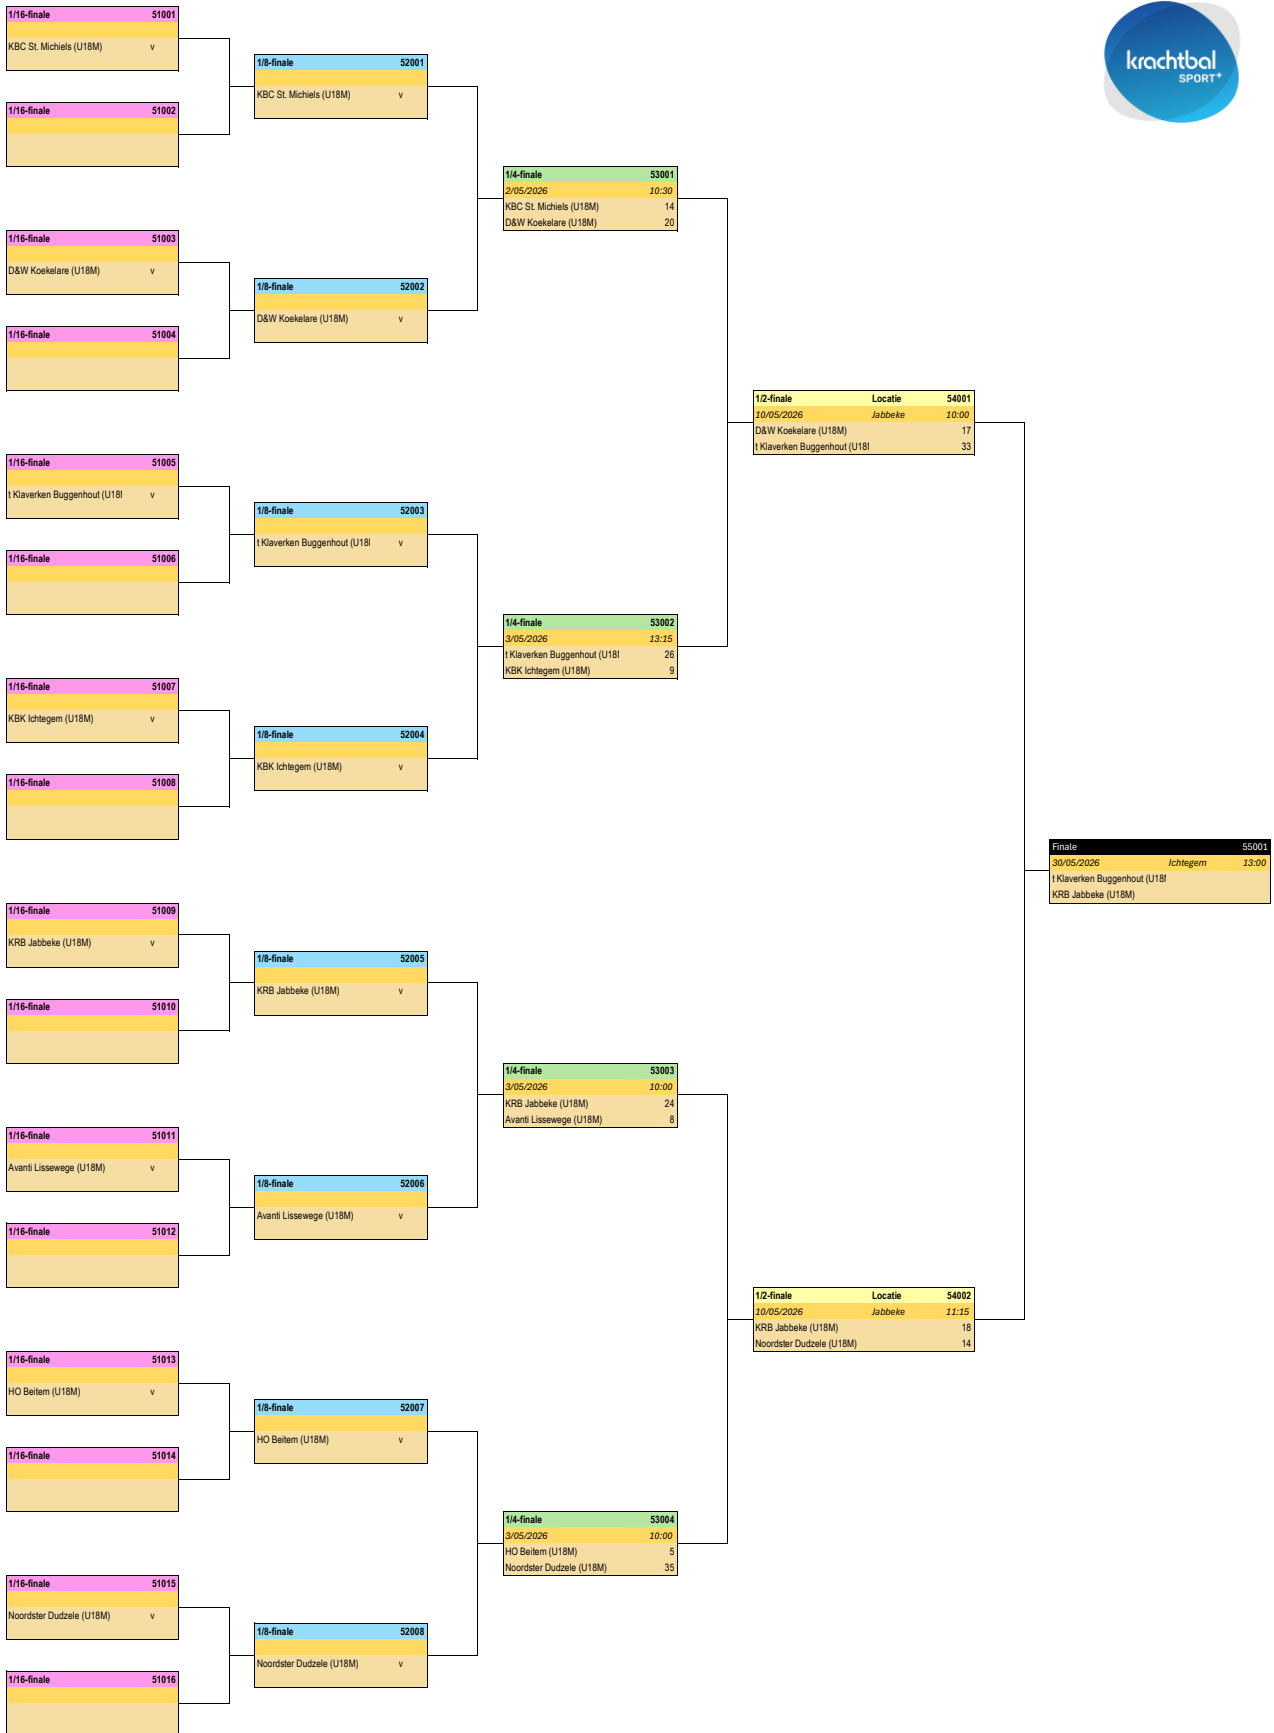 krachtbal
SPORT+
1/16-finale 51001
KBC St. Michiels (U18M) v
1/16-finale 51002
1/16-finale 51003
D&W Koekelare (U18M) v
1/16-finale 51004
1/16-finale 51005
t Klaverken Buggenhout (U18I v
1/16-finale 51006
1/16-finale 51007
KBK Ichtegem (U18M) v
1/16-finale 51008
1/16-finale 51009
KRB Jabbeke (U18M) v
1/16-finale 51010
1/16-finale 51011
Avanti Lissewege (U18M) v
1/16-finale 51012
1/16-finale 51013
HO Beitem (U18M) v
1/16-finale 51014
1/16-finale 51015
Noordster Dudzele (U18M) v
1/16-finale 51016
1/8-finale 52001
KBC St. Michiels (U18M) v
1/8-finale 52002
D&W Koekelare (U18M) v
1/8-finale 52003
t Klaverken Buggenhout (U18I v
1/8-finale 52004
KBK Ichtegem (U18M) v
1/8-finale 52005
KRB Jabbeke (U18M) v
1/8-finale 52006
Avanti Lissewege (U18M) v
1/8-finale 52007
HO Beitem (U18M) v
1/8-finale 52008
Noordster Dudzele (U18M) v
1/4-finale 53001
2/05/2026 10:30
KBC St. Michiels (U18M) 14
D&W Koekelare (U18M) 20
1/4-finale 53002
3/05/2026 13:15
t Klaverken Buggenhout (U18I 26
KBK Ichtegem (U18M) 9
1/4-finale 53003
3/05/2026 10:00
KRB Jabbeke (U18M) 24
Avanti Lissewege (U18M) 8
1/4-finale 53004
3/05/2026 10:00
HO Beitem (U18M) 5
Noordster Dudzele (U18M) 35
1/2-finale Locatie 54001
10/05/2026 Jabbeke 10:00
D&W Koekelare (U18M) 17
t Klaverken Buggenhout (U18I 33
1/2-finale Locatie 54002
10/05/2026 Jabbeke 11:15
KRB Jabbeke (U18M) 18
Noordster Dudzele (U18M) 14
Finale 55001
30/05/2026 Ichtegem 13:00
t Klaverken Buggenhout (U18I
KRB Jabbeke (U18M)